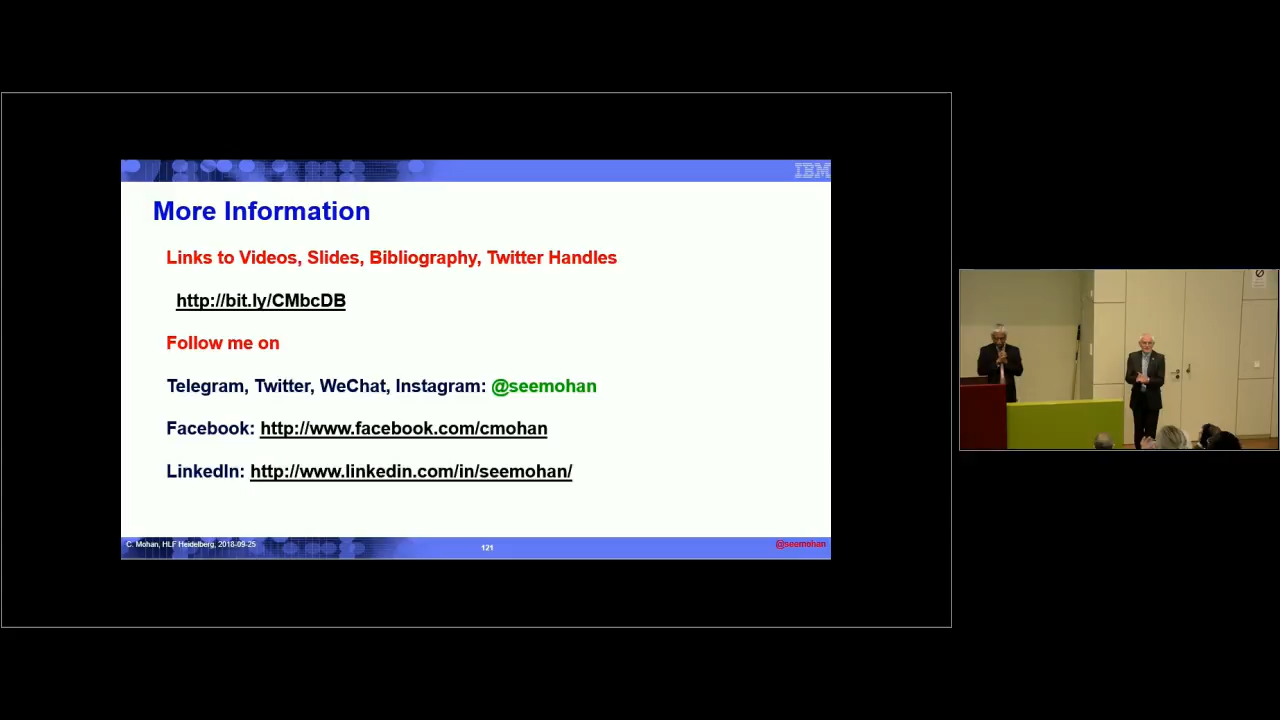 IBM
More Information
Links to Videos, Slides, Bibliography, Twitter Handles
http://bit.ly/CMbcDB
Follow me on
Telegram, Twitter, WeChat, Instagram: @seemohan
Facebook: http://www.facebook.com/cmohan
LinkedIn: http://www.linkedin.com/in/seemohan/
C. Mohan, HLF Heidelberg, 2018-09-25
121
@seemohan